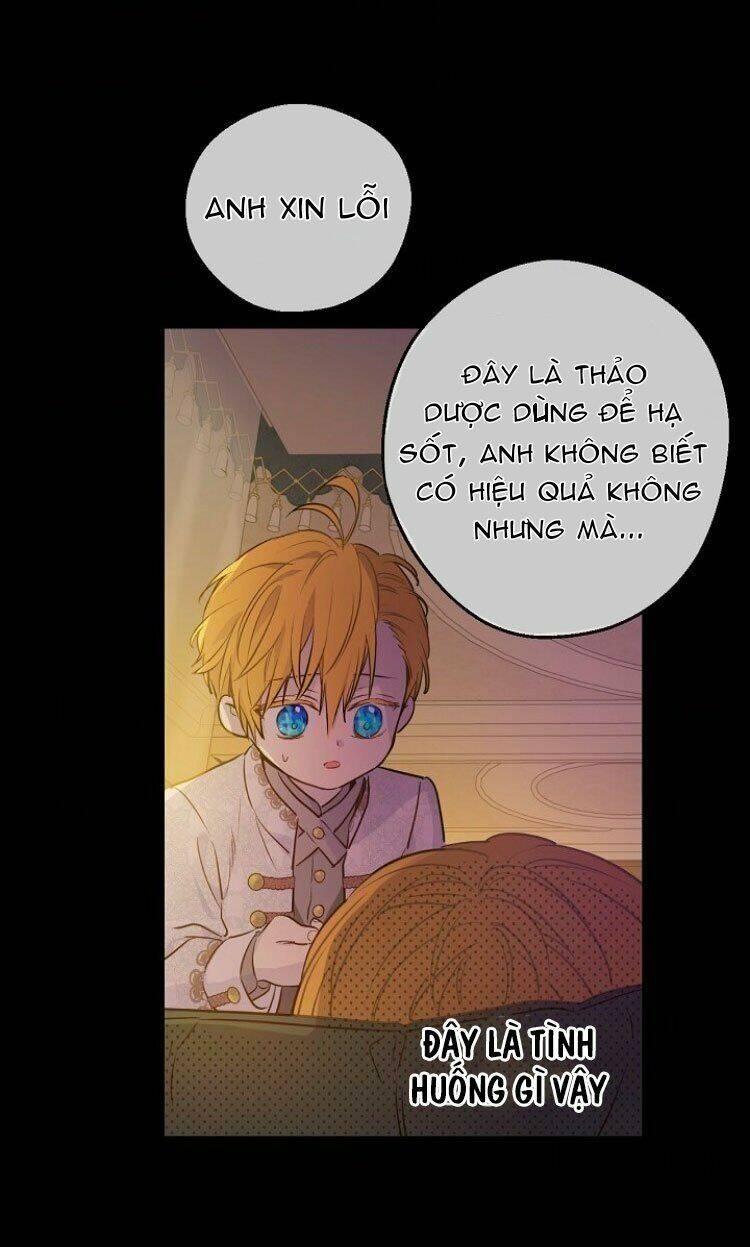 ANH XIN LỖI
ĐÂY LÀ THẢO
DƯỢC DÙNG ĐỂ HẠ
SỐT, ANH KHÔNG BIẾT
CÓ HIỆU QUẢ KHÔNG
NHƯNG MÀ...
ĐÂY LÀ TÌNH
HUỐNG GÌ VẬY